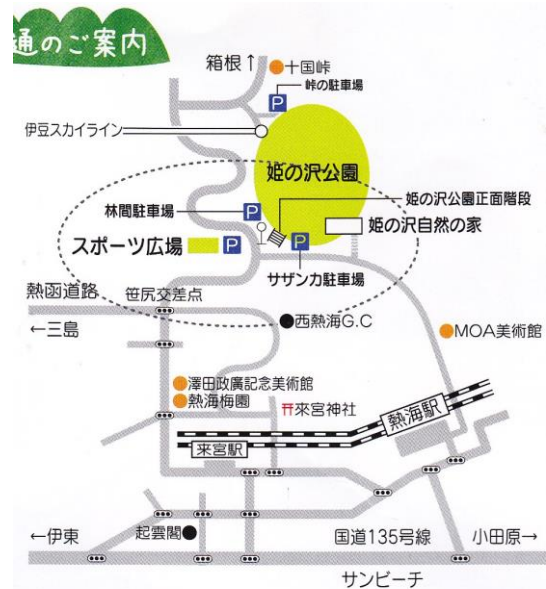 通のご案内
箱根↑
十国峠
峠の駐車場
P
伊豆スカイライン
姫の沢公園
林間駐車場
P
姫の沢公園正面階段
姫の沢自然の家
スポーツ広場
P
P
サザンカ駐車場
熱函道路
笹尻交差点
←三島
西熱海G.C
MOA美術館
澤田政廣記念美術館
熱海梅園
来宮神社
熱海駅
来宮駅
←伊東
起雲閣
国道135号線
小田原→
サンビーチ